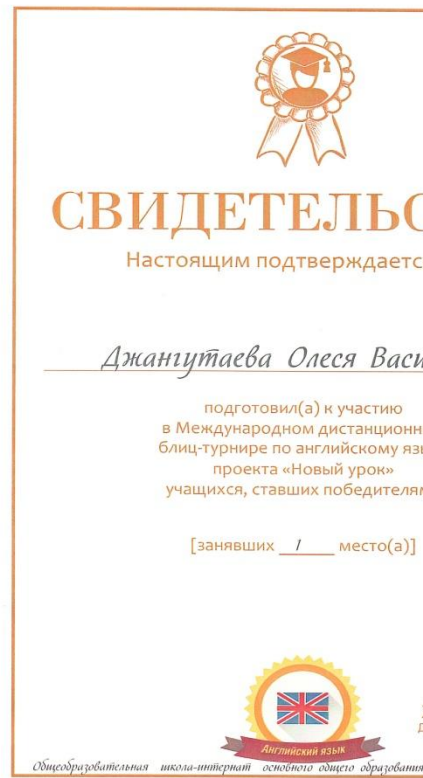 СВИДЕТЕЛЬС
Настоящим подтверждаетс
Джангутаева Олеся Васи
подготовил(а) к участию
в Международном дистанционн
блиц-турнире по английскому язы
проекта «Новый урок»
учащихся, ставших победителям
[занявших 1 место(а)]
Английский язык
Общеобразовательная школа-интернат основного общего образования